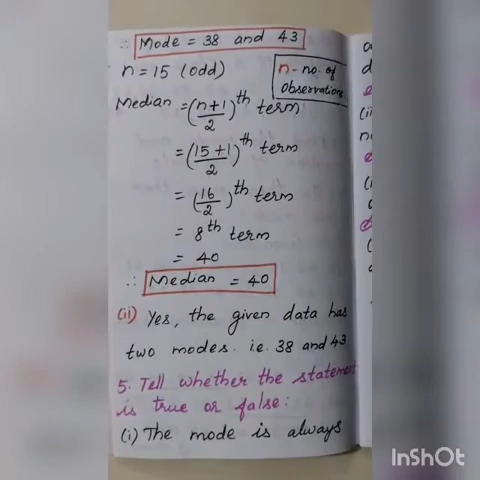 ∴ Mode = 38 and 43
n = 15 (odd)
n - no. of
observations
Median = (n+1/2)th term
= (15+1/2)th term
= (16/2)th term
= 8th term
= 40
∴ Median = 40
(ii) Yes, the given data has
two modes. i.e. 38 and 43
5. Tell whether the statement
is true or false:
(i) The mode is always
InShOt